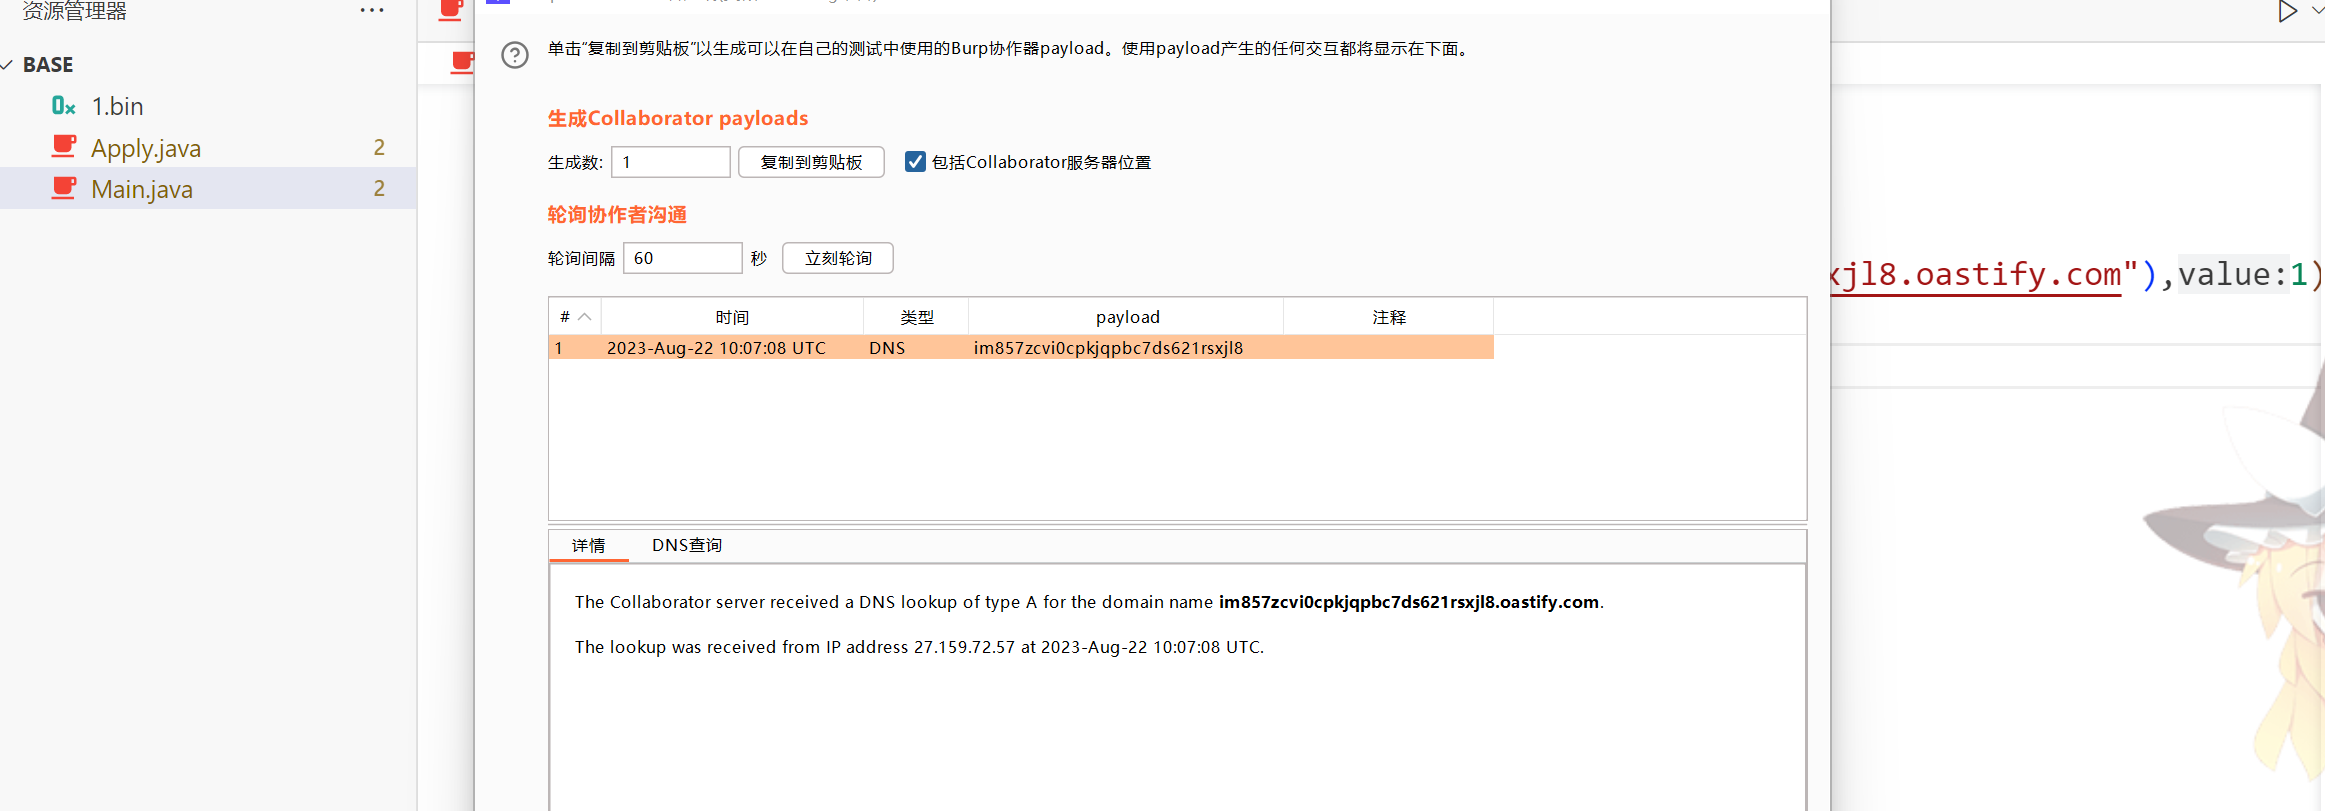 资源管理器 ···
BASE
1.bin
Apply.java 2
Main.java 2
单击“复制到剪贴板”以生成可以在自己的测试中使用的Burp协作器payload。使用payload产生的任何交互都将显示在下面。
生成Collaborator payloads
生成数: 1 复制到剪贴板 包括Collaborator服务器位置
轮询协作者沟通
轮询间隔 60 秒 立刻轮询
xjl8.oastify.com"),value:1)
# 时间 类型 payload 注释
1 2023-Aug-22 10:07:08 UTC DNS im857zcvi0cpkjqpbc7ds621rsxjl8
详情 DNS查询
The Collaborator server received a DNS lookup of type A for the domain name im857zcvi0cpkjqpbc7ds621rsxjl8.oastify.com.
The lookup was received from IP address 27.159.72.57 at 2023-Aug-22 10:07:08 UTC.